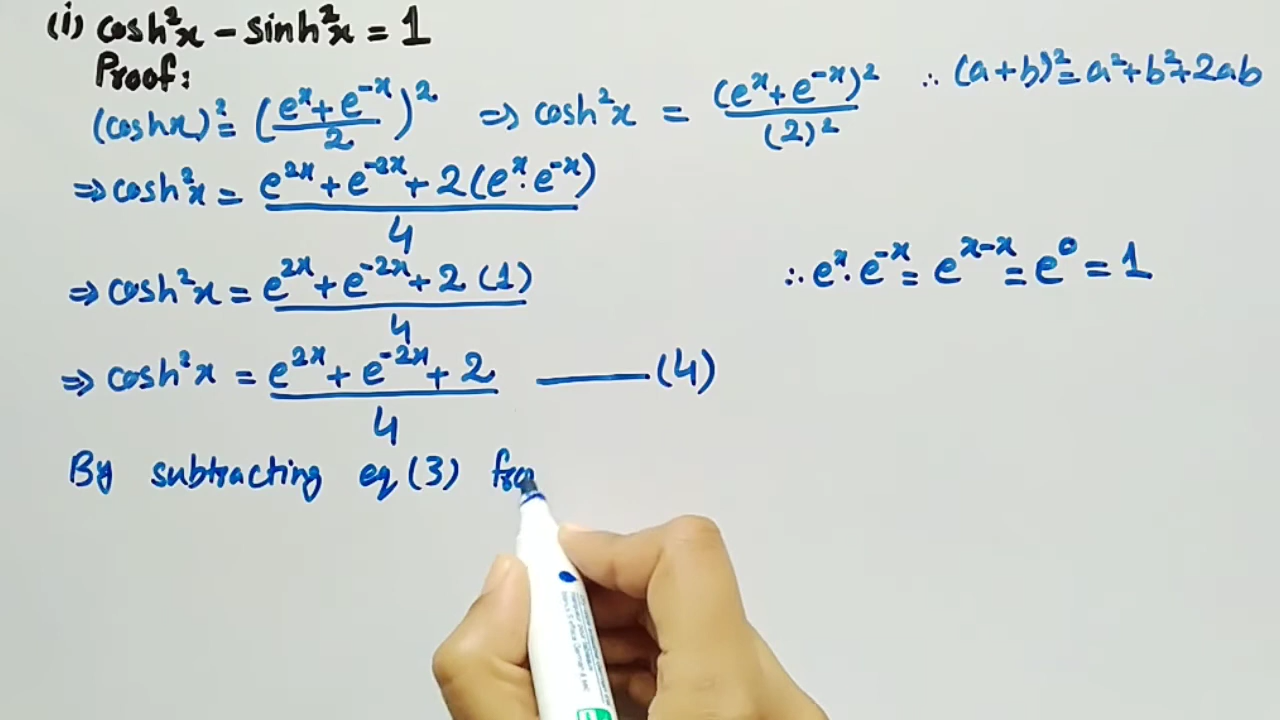 (i) cosh²x - sinh²x = 1
Proof:
(coshx)² = (eˣ + e⁻ˣ / 2)² ⇒ cosh²x = (eˣ + e⁻ˣ)² / (2)² ∴ (a+b)² = a² + b² + 2ab
⇒ cosh²x = e²ˣ + e⁻²ˣ + 2(eˣ · e⁻ˣ) / 4
⇒ cosh²x = e²ˣ + e⁻²ˣ + 2(1) / 4 ∴ eˣ · e⁻ˣ = eˣ⁻ˣ = e⁰ = 1
⇒ cosh²x = e²ˣ + e⁻²ˣ + 2 / 4 ——— (4)
By subtracting eq (3) fro